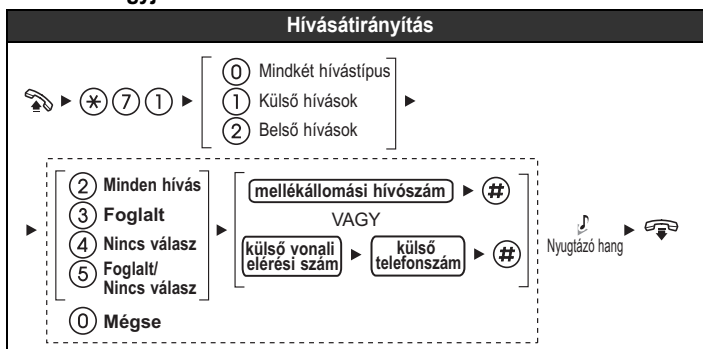 Hívásátirányítás
*71
0 Mindkét hívástípus
1 Külső hívások
2 Belső hívások
2 Minden hívás
3 Foglalt
4 Nincs válasz
5 Foglalt/
Nincs válasz
0 Mégse
mellékállomási hívószám #
VAGY
külső vonali
elérési szám
külső
telefonszám
#
Nyugtázó hang